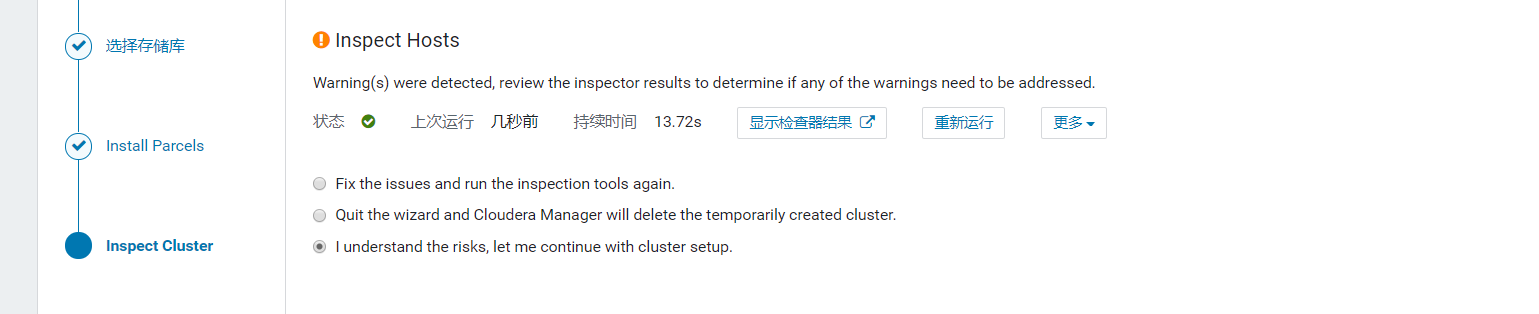 选择存储库
Install Parcels
Inspect Cluster
Inspect Hosts
Warning(s) were detected, review the inspector results to determine if any of the warnings need to be addressed.
状态 上次运行 几秒前 持续时间 13.72s 显示检查器结果 重新运行 更多
Fix the issues and run the inspection tools again.
Quit the wizard and Cloudera Manager will delete the temporarily created cluster.
I understand the risks, let me continue with cluster setup.